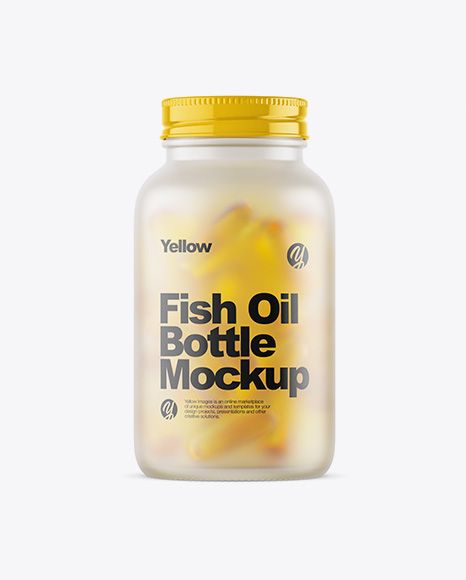 Yellow
Fish Oil
Bottle
Mockup
Yellow Images is an online marketplace
of unique mockups and templates for your
design projects, presentations and other
creative solutions.